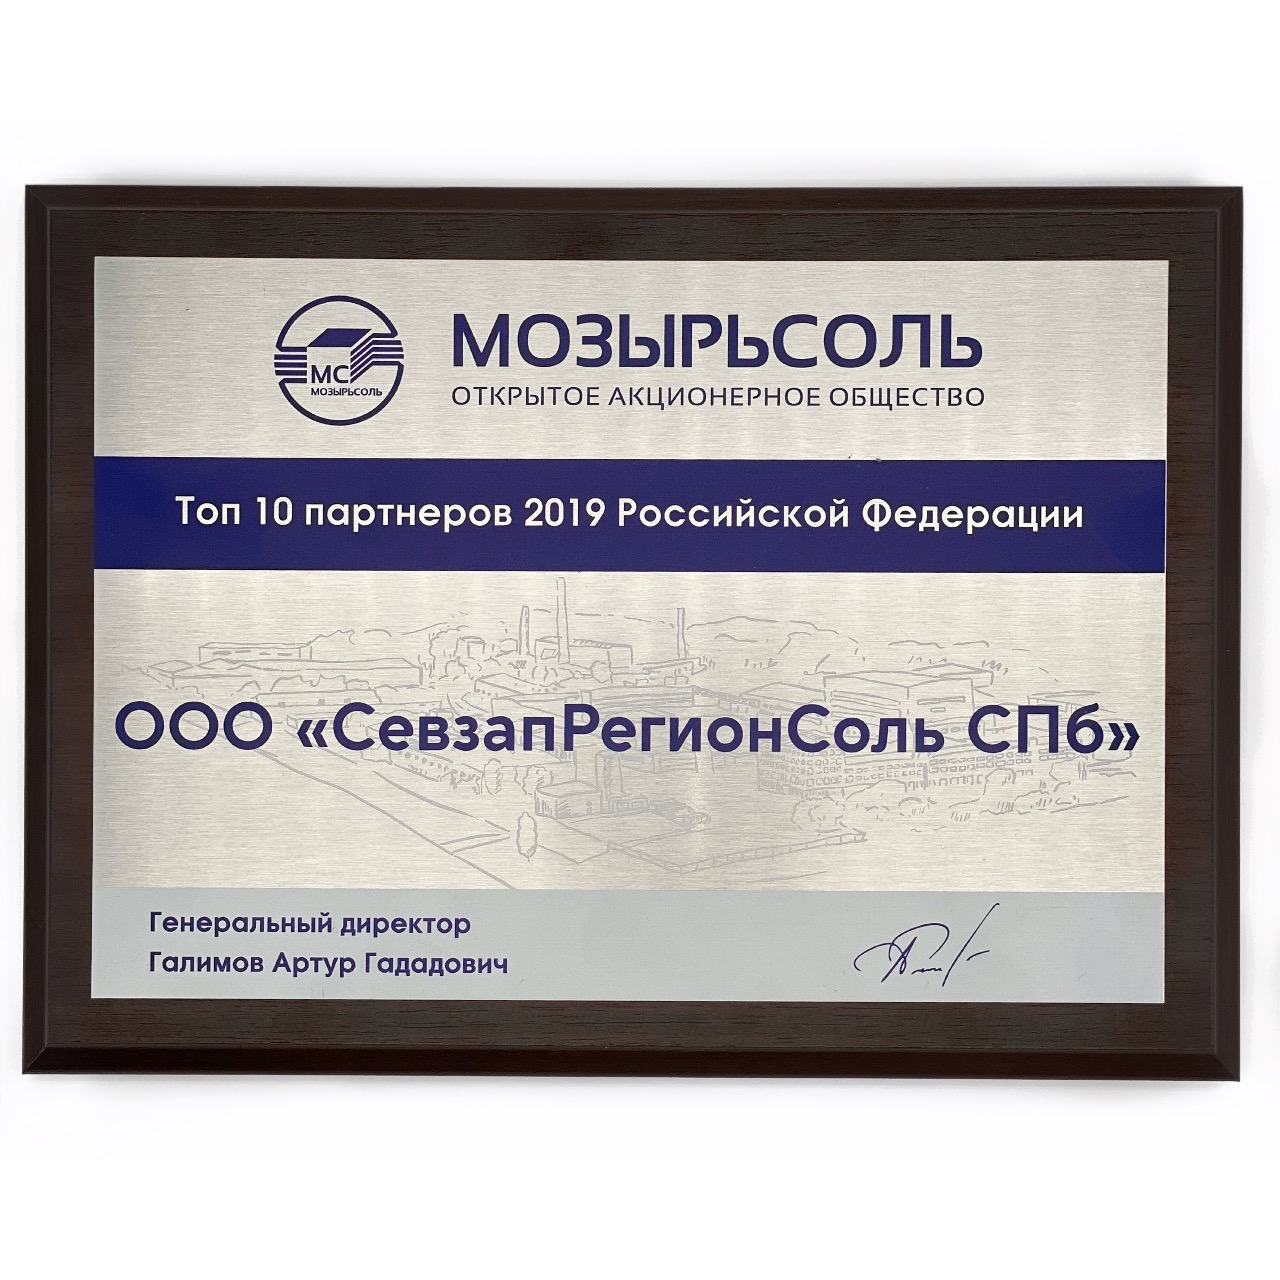 МС
МОЗЫРЬСОЛЬ
МОЗЫРЬСОЛЬ
ОТКРЫТОЕ АКЦИОНЕРНОЕ ОБЩЕСТВО
Топ 10 партнеров 2019 Российской Федерации
ООО «СевзапРегионСоль СПб»
Генеральный директор
Галимов Артур Гададович